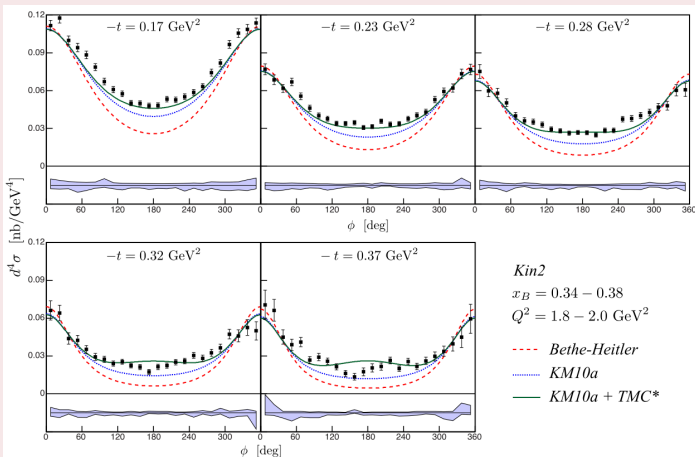 −t = 0.17 GeV²
−t = 0.23 GeV²
−t = 0.28 GeV²
0.12
0.09
0.06
0.03
0
0 60 120 180 240 300
0 60 120 180 240 300
0 60 120 180 240 300 360
ϕ [deg]
ϕ [deg]
d⁴σ [nb/GeV⁴]
−t = 0.32 GeV²
−t = 0.37 GeV²
0.12
0.09
0.06
0.03
0
0 60 120 180 240 300
0 60 120 180 240 300 360
ϕ [deg]
ϕ [deg]
Kin2
x_B = 0.34 − 0.38
Q² = 1.8 − 2.0 GeV²
Bethe-Heitler
KM10a
KM10a + TMC*